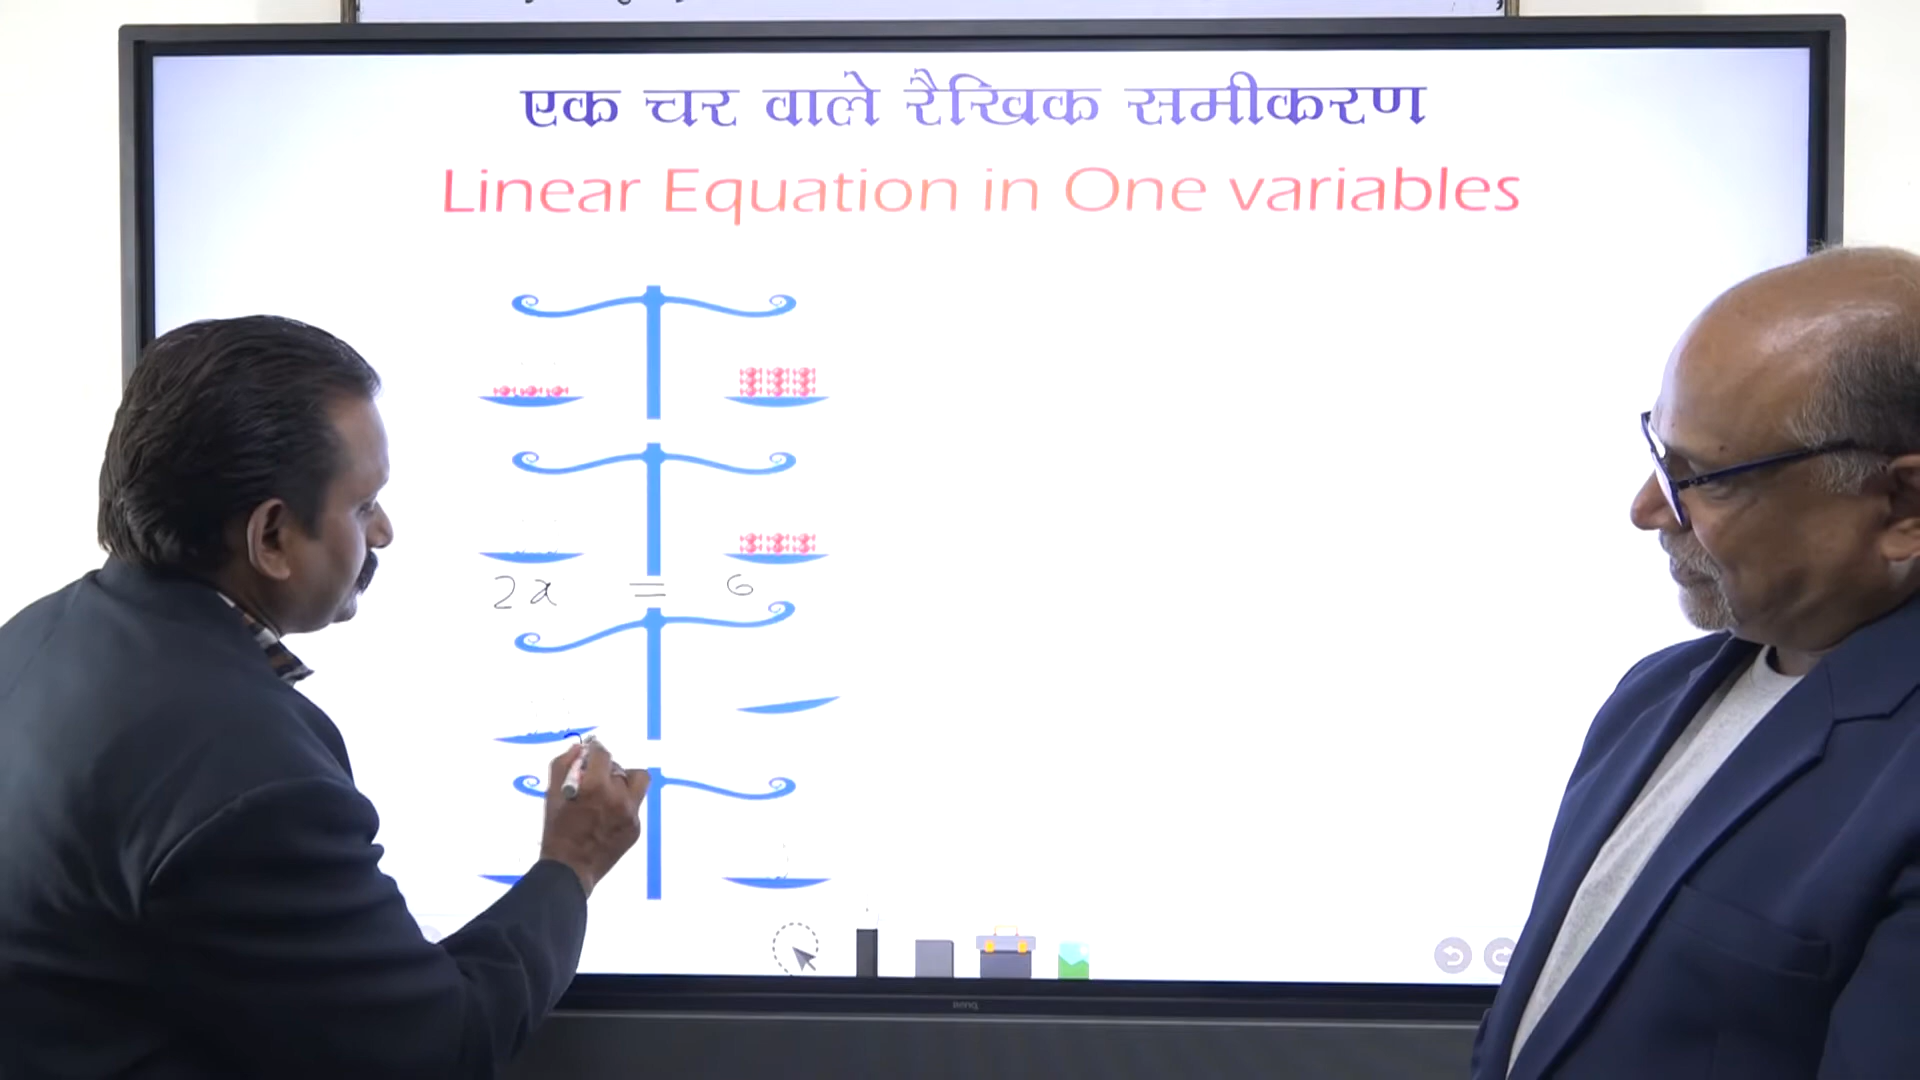 एक चर वाले रैखिक समीकरण
Linear Equation in One variables
2x = 6